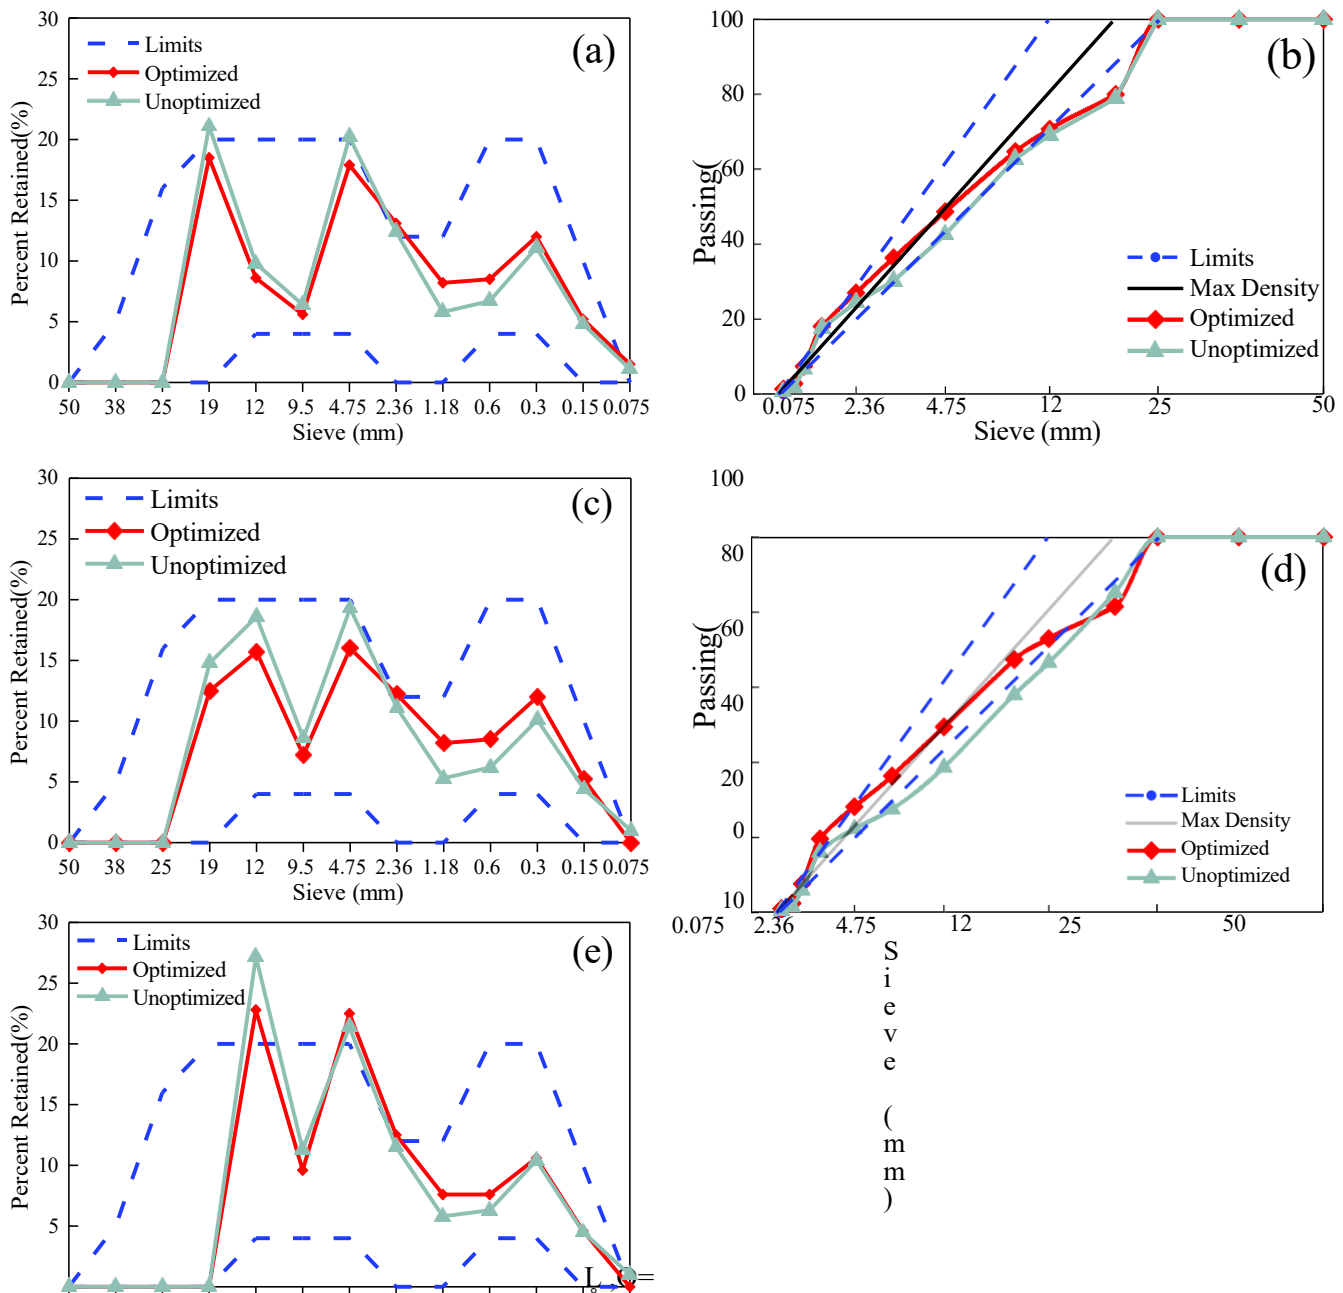 30
25
20
15
10
5
0
Percent Retained(%)
Limits
Optimized
Unoptimized
(a)
50 38 25 19 12 9.5 4.75 2.36 1.18 0.6 0.3 0.15 0.075
Sieve (mm)
100
80
60
40
20
0
Passing(
(b)
Limits
Max Density
Optimized
Unoptimized
0.075 2.36 4.75 12 25 50
Sieve (mm)
30
25
20
15
10
5
0
Percent Retained(%)
Limits
Optimized
Unoptimized
(c)
50 38 25 19 12 9.5 4.75 2.36 1.18 0.6 0.3 0.15 0.075
Sieve (mm)
100
80
60
40
20
0
10
Passing(
(d)
Limits
Max Density
Optimized
Unoptimized
0.075 2.36 4.75 12 25 50
S
i
e
v
e
(
m
m
)
30
25
20
15
10
5
Percent Retained(%)
Limits
Optimized
Unoptimized
(e)